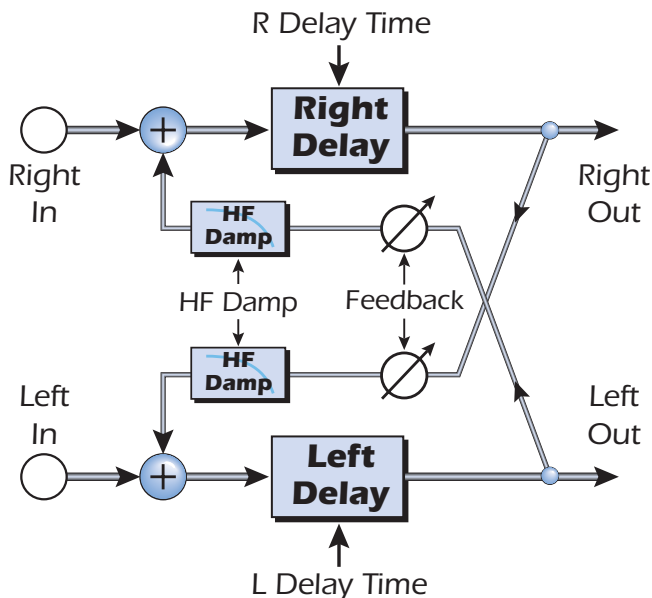 R Delay Time
+
Right
Delay
Right
In
Right
Out
HF
Damp
HF Damp
Feedback
HF
Damp
Left
In
Left
Out
+
Left
Delay
L Delay Time